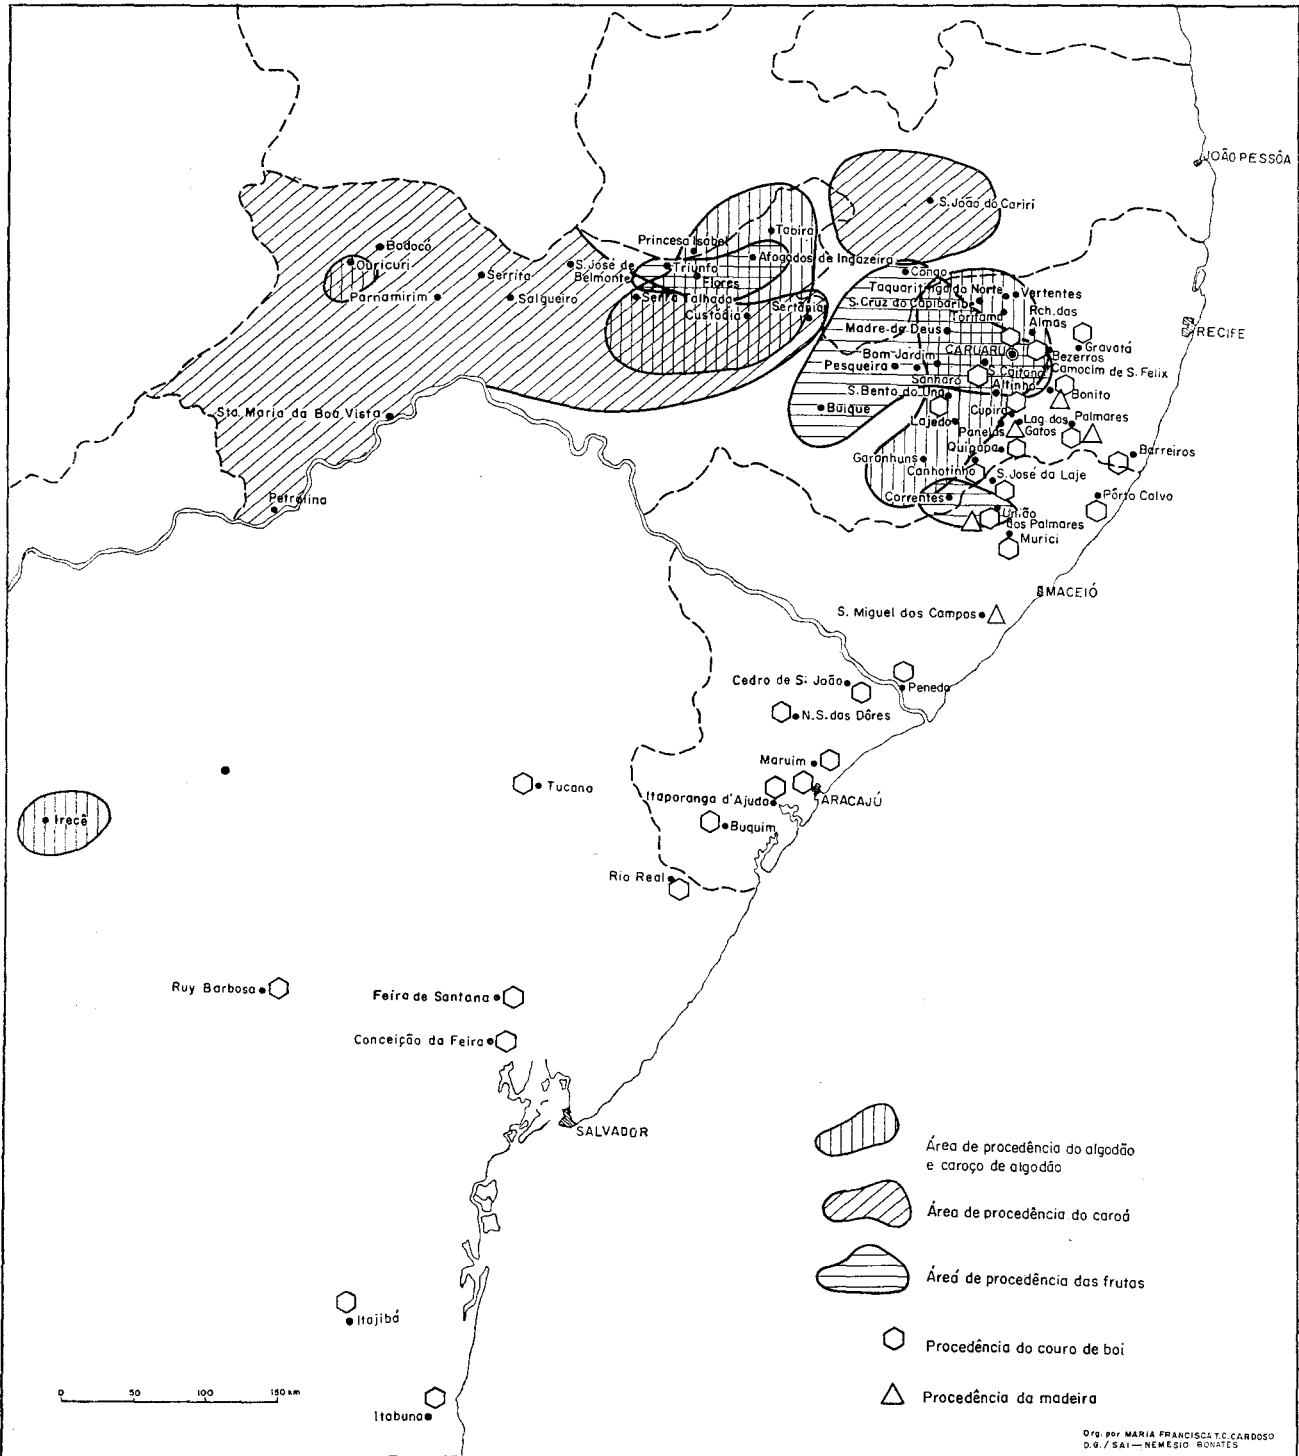 JOÃO PESSÔA
S. João do Cariri
Tabira
Princesa Isabel
Bodocó
Ouricuri
Afogados de Ingazeira
S. José de
Belmonte
Triunfo
Flores
Congo
Serrita
Parnamirim
Salgueiro
Serra Talhada
Custódia
Sertânia
Taquaritinga do Norte
Vertentes
S. Cruz do Capibaribe
Toritama
Rch. das
Almas
RECIFE
Madre de Deus
CARUARU
Gravatá
Bezerros
Bom Jardim
Pesqueira
S. Caitano
Camocim de S. Felix
Sanharó
Altinho
Bonito
S. Bento do Una
Sta. Maria da Boa Vista
Buique
Cupira
Lajedo
Panelas
Lag. dos
Gatos
Palmares
Quipapá
Barreiros
Garanhuns
Canhotinho
S. José da Laje
Petrolina
Correntes
Pôrto Calvo
União
dos Palmares
Murici
MACEIÓ
S. Miguel dos Campos
Cedro de S. João
Penedo
N.S. das Dôres
Maruim
Tucano
Itaporanga d'Ajuda
ARACAJÚ
Irecê
Buquim
Rio Real
Ruy Barbosa
Feira de Santana
Conceição da Feira
SALVADOR
Área de procedência do algodão
e caroço de algodão
Área de procedência do caroá
Áreá de procedência das frutas
Itajibá
Procedência do couro de boi
0 50 100 150 km
Procedência da madeira
Itabuna
Org. por MARIA FRANCISCA T.C. CARDOSO
D.G. / SAI — NEMÉSIO BONATES